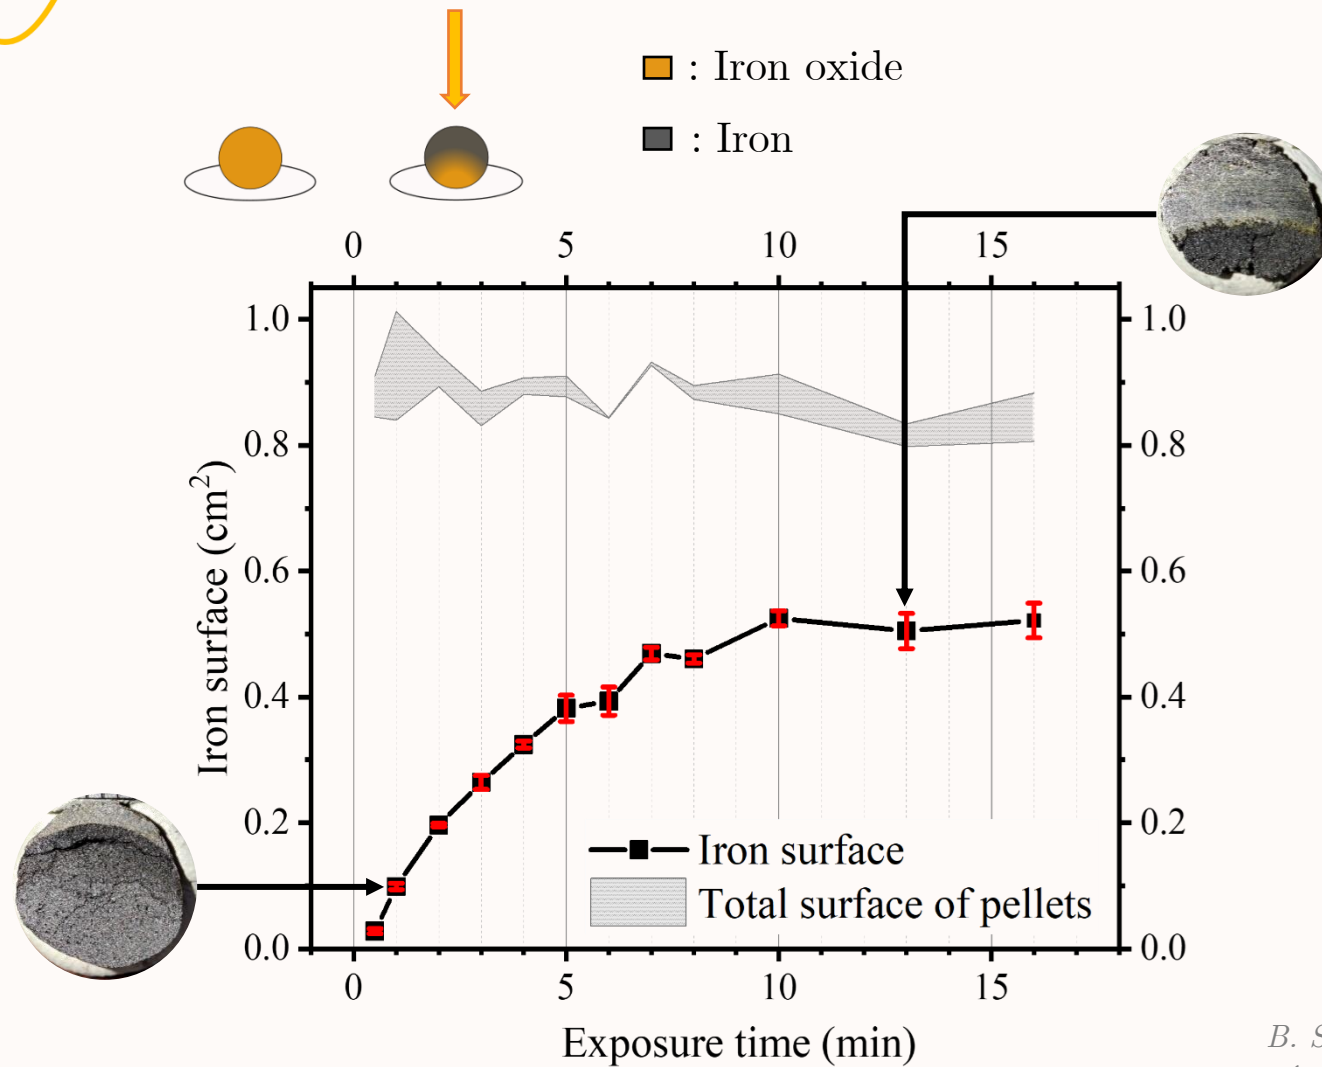 : Iron oxide
: Iron
0 5 10 15
1.0 1.0
0.8 0.8
0.6 0.6
0.4 0.4
0.2 0.2
0.0 0.0
Iron surface (cm²)
Iron surface
Total surface of pellets
0 5 10 15
Exposure time (min)
B. S